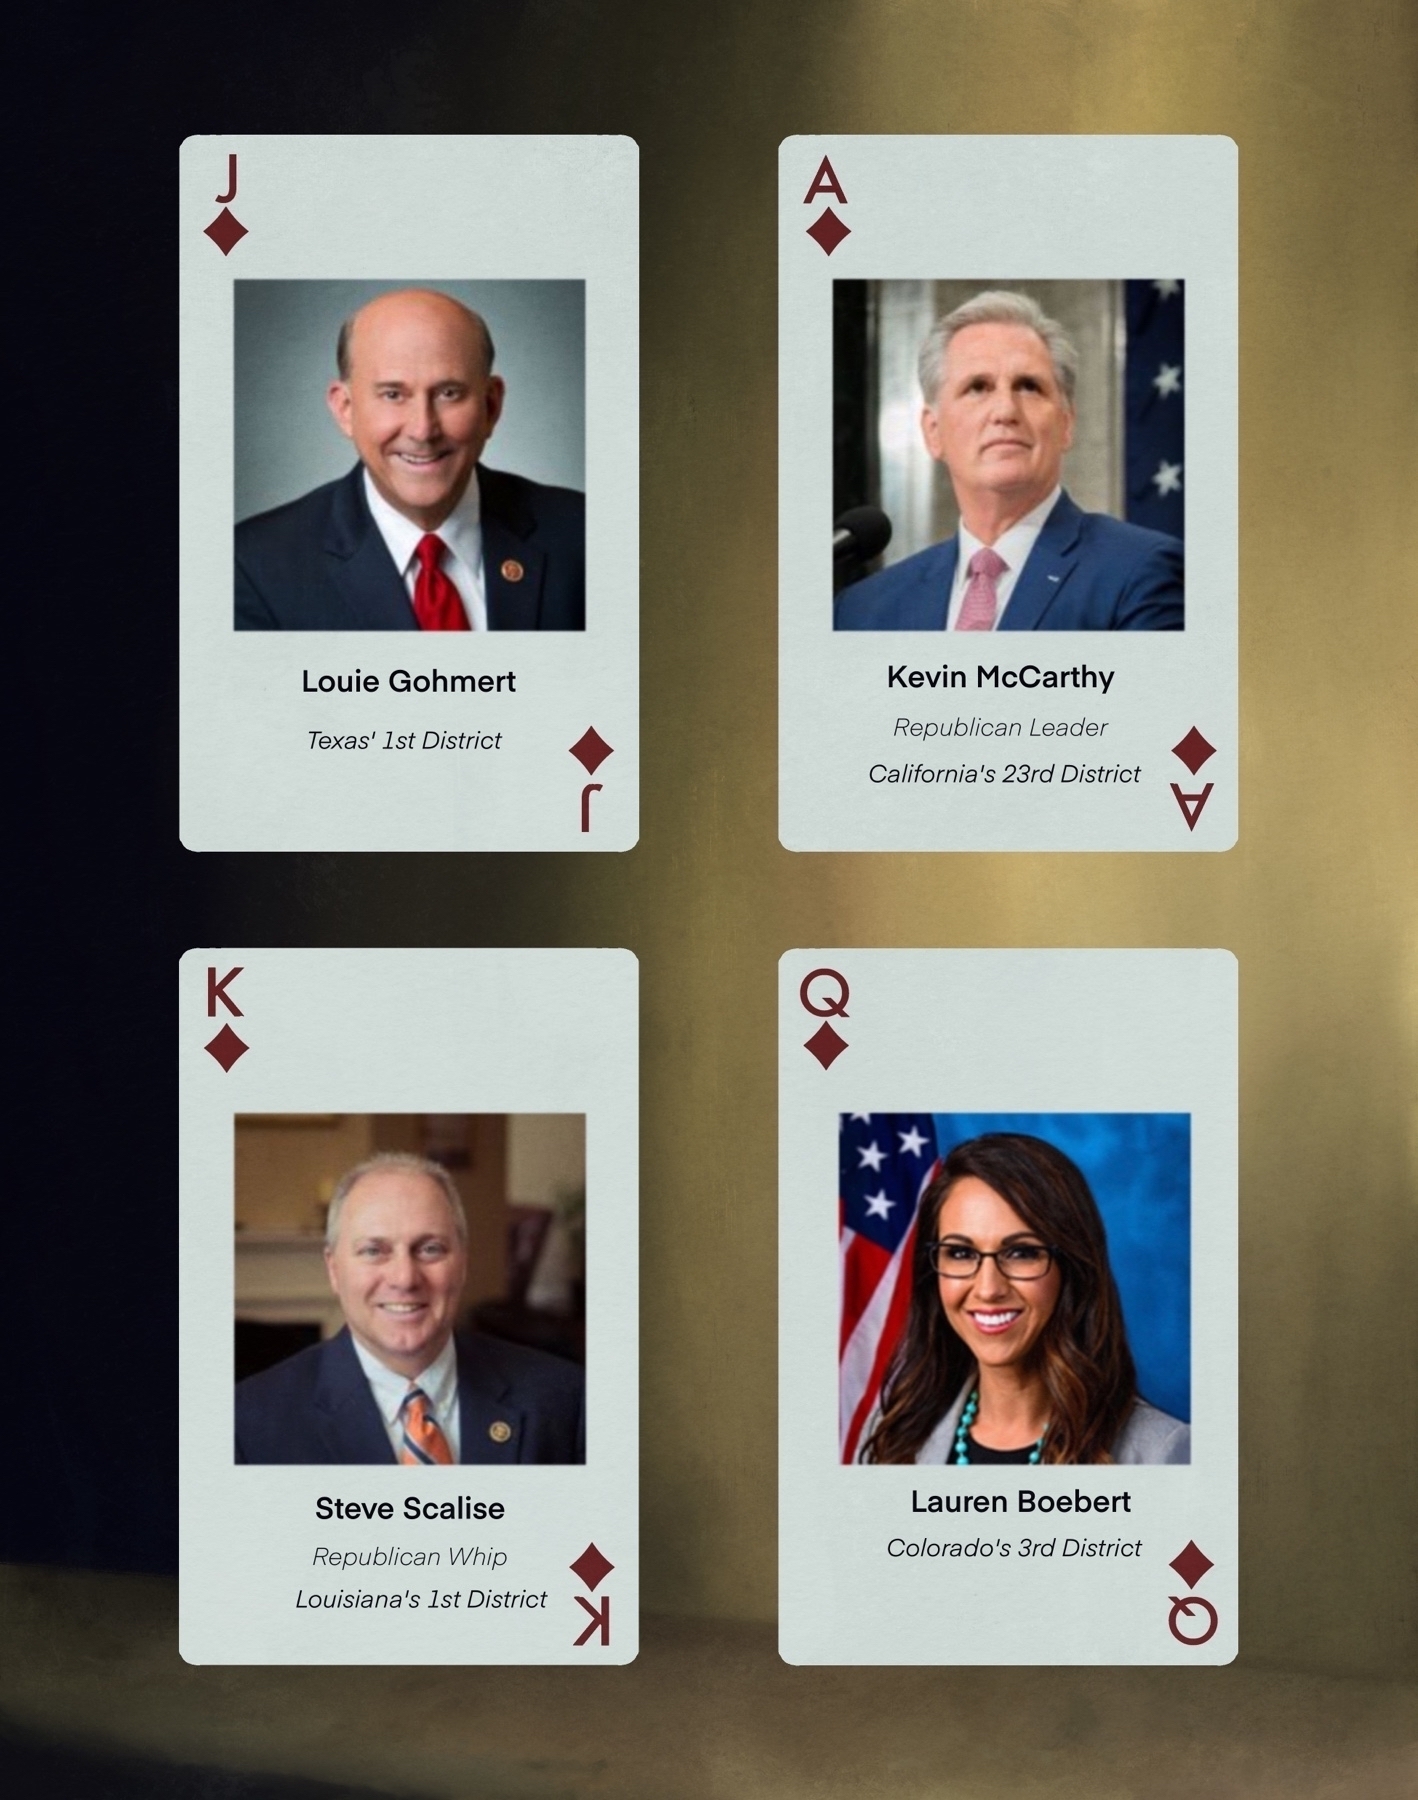 J
Louie Gohmert
Texas' 1st District
J
A
Kevin McCarthy
Republican Leader
California's 23rd District
A
K
Steve Scalise
Republican Whip
Louisiana's 1st District
K
Q
Lauren Boebert
Colorado's 3rd District
Q